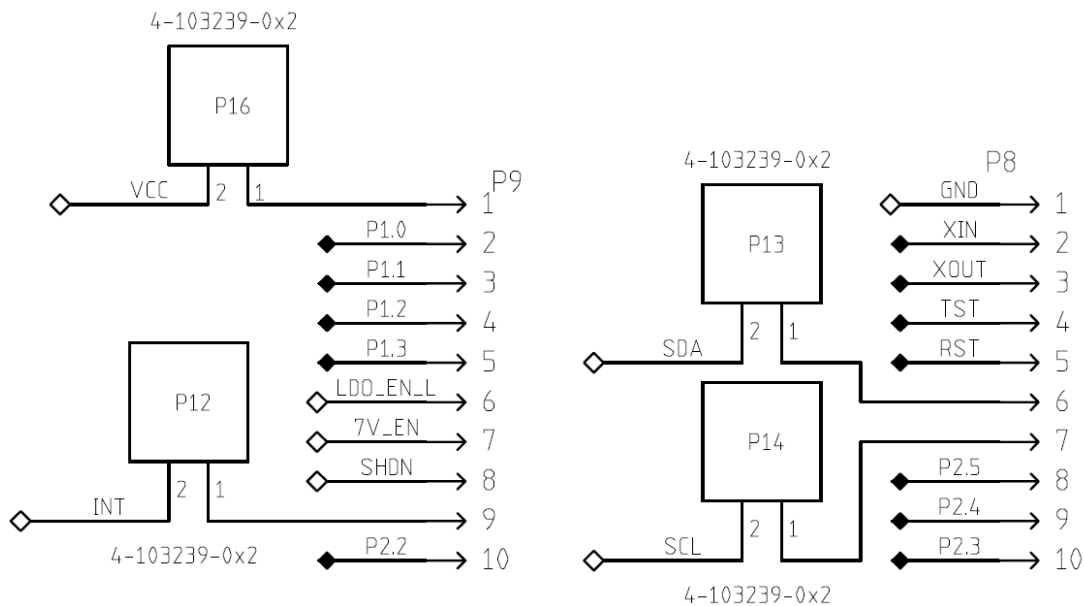 4-103239-0x2
P16
VCC
2
1
P9
1
P1.0
2
P1.1
3
P1.2
4
P1.3
5
P12
LDO_EN_L
6
7V_EN
7
SHDN
8
2
1
INT
9
4-103239-0x2
P2.2
10
4-103239-0x2
P8
P13
GND
1
XIN
2
XOUT
3
2
1
TST
4
SDA
RST
5
6
P14
7
P2.5
8
2
1
P2.4
9
SCL
P2.3
10
4-103239-0x2